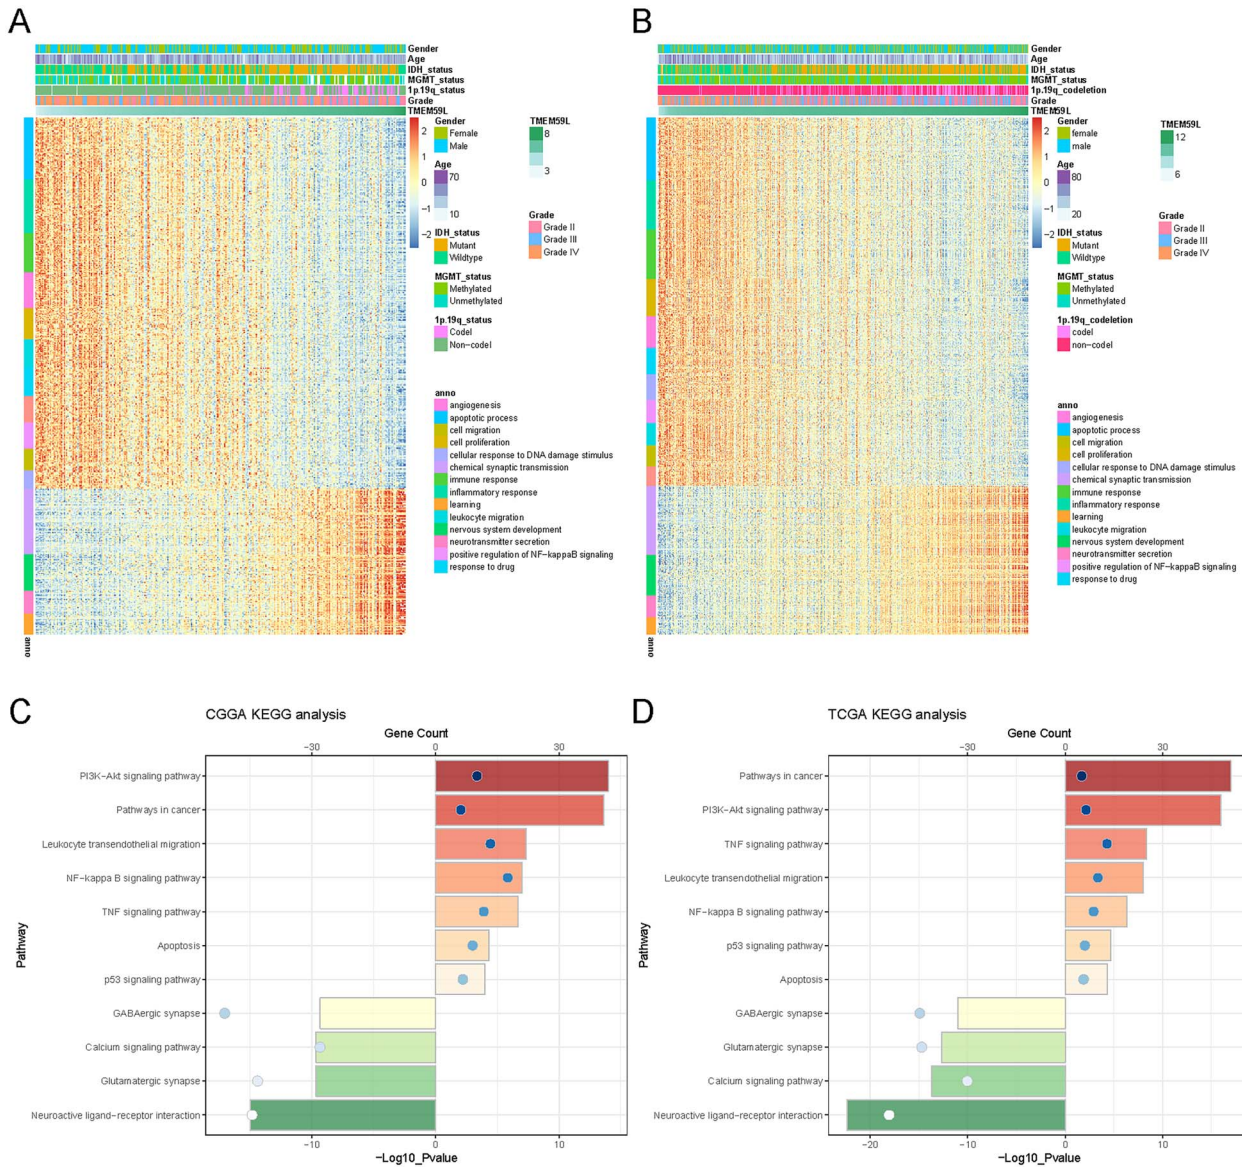 A
Gender
Age
IDH_status
MGMT_status
1p.19q_status
Grade
TMEM59L
2
1
0
−1
−2
Gender
Female
Male
Age
70
10
IDH_status
Mutant
Wildtype
MGMT_status
Methylated
Unmethylated
1p.19q_status
Codel
Non−codel
TMEM59L
8
3
Grade
Grade II
Grade III
Grade IV
anno
angiogenesis
apoptotic process
cell migration
cell proliferation
cellular response to DNA damage stimulus
chemical synaptic transmission
immune response
inflammatory response
learning
leukocyte migration
nervous system development
neurotransmitter secretion
positive regulation of NF−kappaB signaling
response to drug
anno
B
Gender
Age
IDH_status
MGMT_status
1p.19q_codeletion
Grade
TMEM59L
2
1
0
−1
−2
Gender
female
male
Age
80
20
IDH_status
Mutant
Wildtype
MGMT_status
Methylated
Unmethylated
1p.19q_codeletion
codel
non−codel
TMEM59L
12
6
Grade
Grade II
Grade III
Grade IV
anno
angiogenesis
apoptotic process
cell migration
cell proliferation
cellular response to DNA damage stimulus
chemical synaptic transmission
immune response
inflammatory response
learning
leukocyte migration
nervous system development
neurotransmitter secretion
positive regulation of NF−kappaB signaling
response to drug
anno
C
CGGA KEGG analysis
Gene Count
−30 0 30
Pathway
PI3K−Akt signaling pathway
Pathways in cancer
Leukocyte transendothelial migration
NF−kappa B signaling pathway
TNF signaling pathway
Apoptosis
p53 signaling pathway
GABAergic synapse
Calcium signaling pathway
Glutamatergic synapse
Neuroactive ligand−receptor interaction
−10 0 10
−Log10_Pvalue
D
TCGA KEGG analysis
Gene Count
−30 0 30
Pathway
Pathways in cancer
PI3K−Akt signaling pathway
TNF signaling pathway
Leukocyte transendothelial migration
NF−kappa B signaling pathway
p53 signaling pathway
Apoptosis
GABAergic synapse
Glutamatergic synapse
Calcium signaling pathway
Neuroactive ligand−receptor interaction
−20 −10 0 10
−Log10_Pvalue